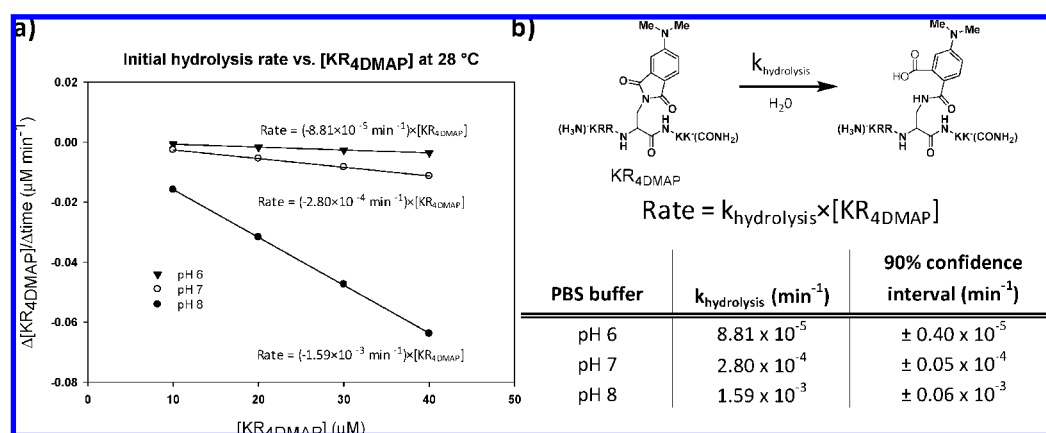 a)
Initial hydrolysis rate vs. [KR4DMAP] at 28 °C
Δ[KR4DMAP]/Δtime (μM min⁻¹)
0.02
0.00
-0.02
-0.04
-0.06
-0.08
Rate = (-8.81×10⁻⁵ min⁻¹)×[KR4DMAP]
Rate = (-2.80×10⁻⁴ min⁻¹)×[KR4DMAP]
pH 6
pH 7
pH 8
Rate = (-1.59×10⁻³ min⁻¹)×[KR4DMAP]
0 10 20 30 40 50
[KR4DMAP] (μM)
b)
Me N Me
O N O
(H₃N)-KRR N H O H N KK-(CONH₂)
KR4DMAP
khydrolysis
H₂0
Me N Me
O HO O NH
(H₃N)-KRR N H O H N KK-(CONH₂)
Rate = khydrolysis×[KR4DMAP]
PBS buffer khydrolysis (min⁻¹) 90% confidence interval (min⁻¹)
pH 6 8.81 x 10⁻⁵ ± 0.40 x 10⁻⁵
pH 7 2.80 x 10⁻⁴ ± 0.05 x 10⁻⁴
pH 8 1.59 x 10⁻³ ± 0.06 x 10⁻³